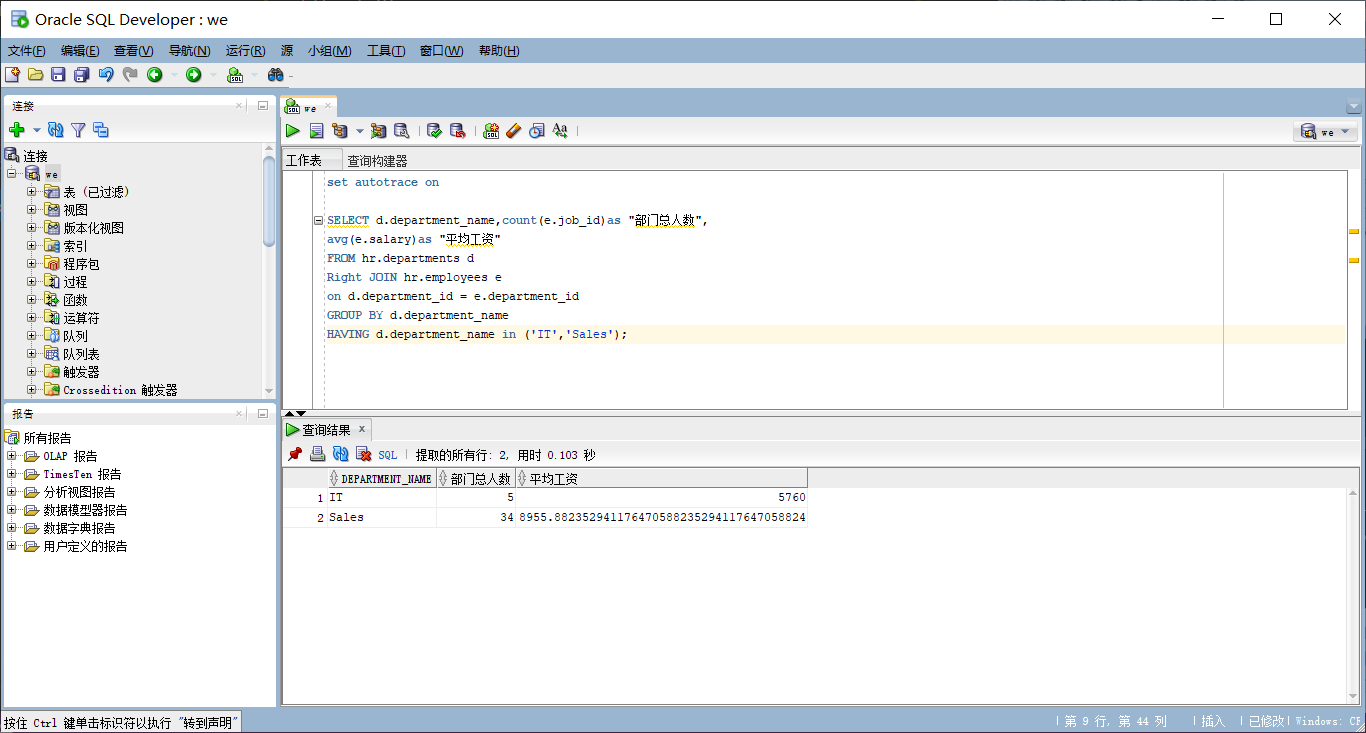 Oracle SQL Developer : we
文件(F) 编辑(E) 查看(V) 导航(N) 运行(R) 源 小组(M) 工具(T) 窗口(W) 帮助(H)
连接
连接
we
表 (已过滤)
视图
版本化视图
索引
程序包
过程
函数
运算符
队列
队列表
触发器
Crossedition 触发器
报告
所有报告
OLAP 报告
TimesTen 报告
分析视图报告
数据模型器报告
数据字典报告
用户定义的报告
we
we
工作表 查询构建器
set autotrace on
SELECT d.department_name,count(e.job_id)as "部门总人数",
avg(e.salary)as "平均工资"
FROM hr.departments d
Right JOIN hr.employees e
on d.department_id = e.department_id
GROUP BY d.department_name
HAVING d.department_name in ('IT','Sales');
查询结果 x
SQL | 提取的所有行: 2, 用时 0.103 秒
DEPARTMENT_NAME 部门总人数 平均工资
1 IT 5 5760
2 Sales 34 8955.88235294117647058823529411764705882​4
按住 Ctrl 键单击标识符以执行 "转到声明"
| 第 9 行, 第 44 列 | 插入 | 已修改| Windows: CF